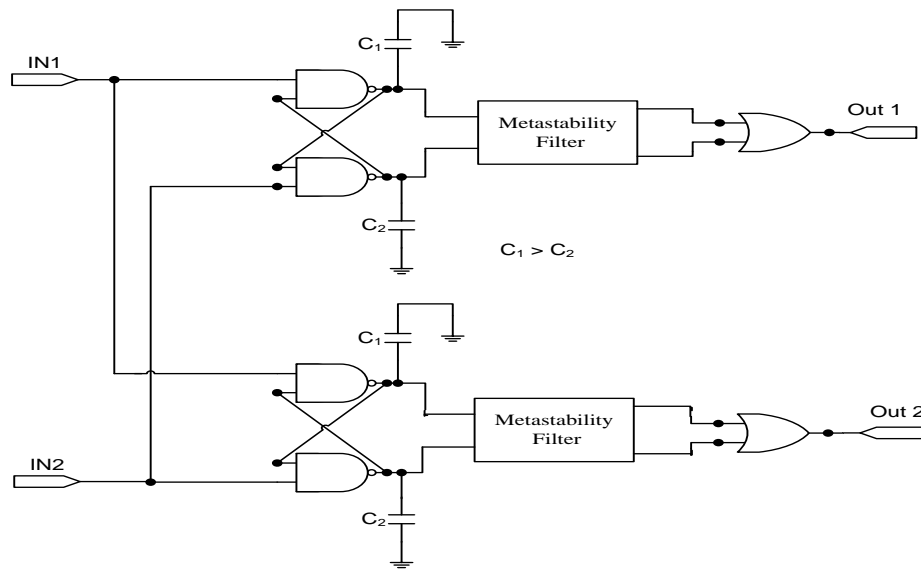 C₁
IN1
Out 1
Metastability
Filter
C₂
C₁ > C₂
C₁
Out 2
Metastability
Filter
IN2
C₂